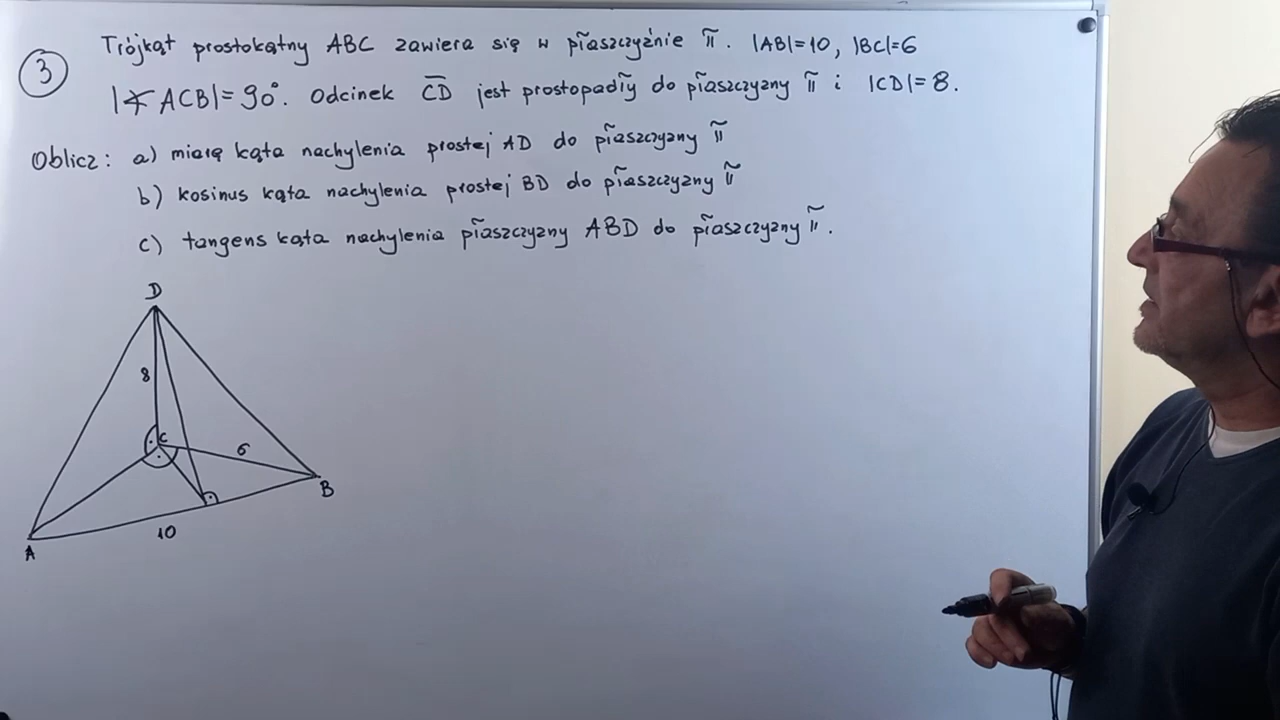 3
Trójkąt prostokątny ABC zawiera się w płaszczyźnie π. |AB|=10, |BC|=6
|∢ ACB|= 90°. Odcinek CD jest prostopadły do płaszczyzny π i |CD|= 8.
Oblicz: a) miarę kąta nachylenia prostej AD do płaszczyzny π
b) kosinus kąta nachylenia prostej BD do płaszczyzny π
c) tangens kąta nachylenia płaszczyzny ABD do płaszczyzny π.
D
8
C
6
B
10
A